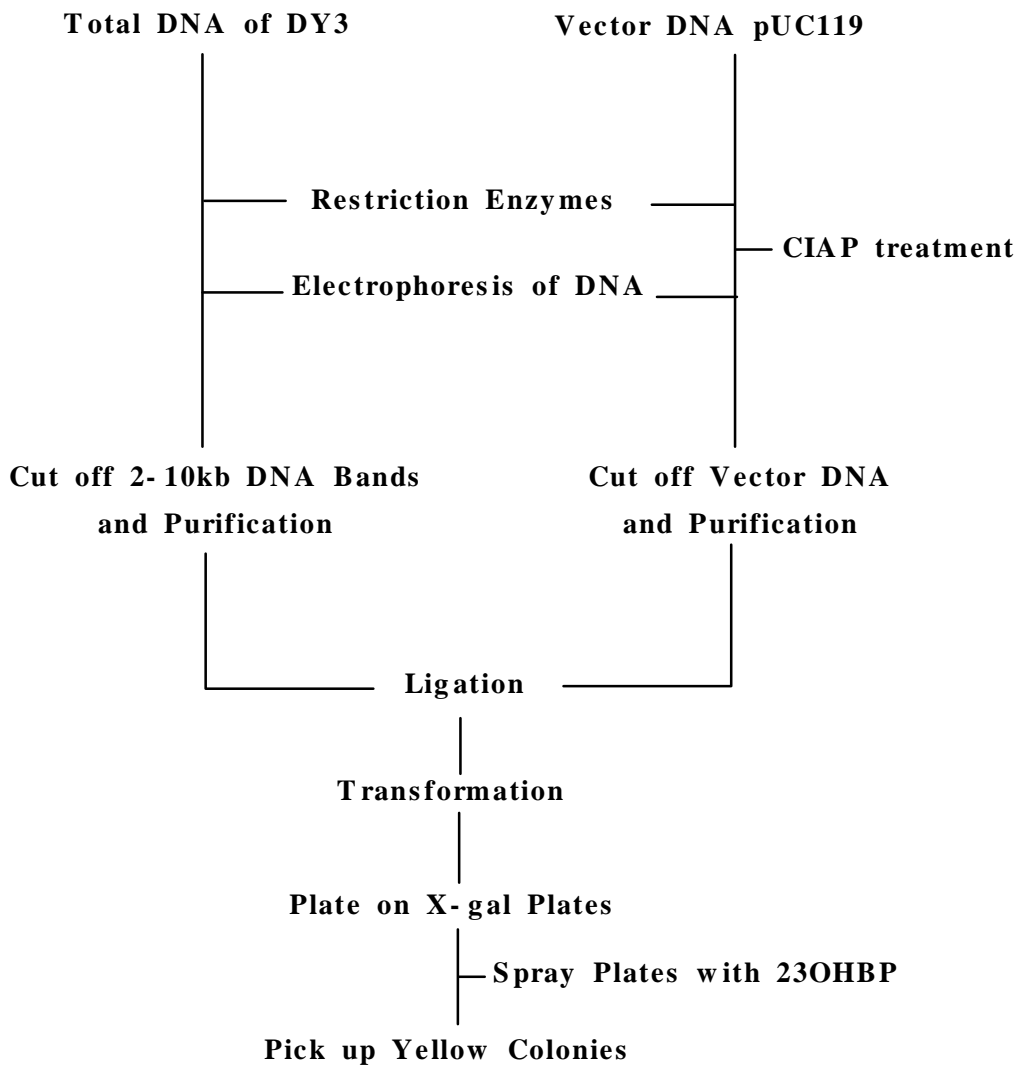 Total DNA of DY3
Vector DNA pUC119
Restriction Enzymes
CIAP treatment
Electrophoresis of DNA
Cut off 2-10kb DNA Bands
and Purification
Cut off Vector DNA
and Purification
Ligation
Transformation
Plate on X-gal Plates
Spray Plates with 23OHBP
Pick up Yellow Colonies